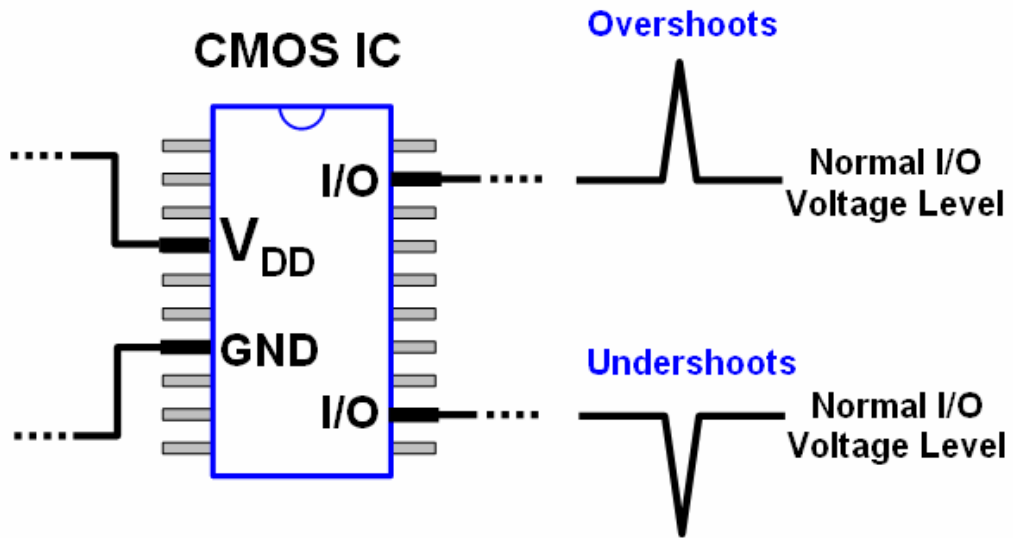 CMOS IC
Overshoots
I/O
Normal I/O
Voltage Level
VDD
GND
Undershoots
I/O
Normal I/O
Voltage Level